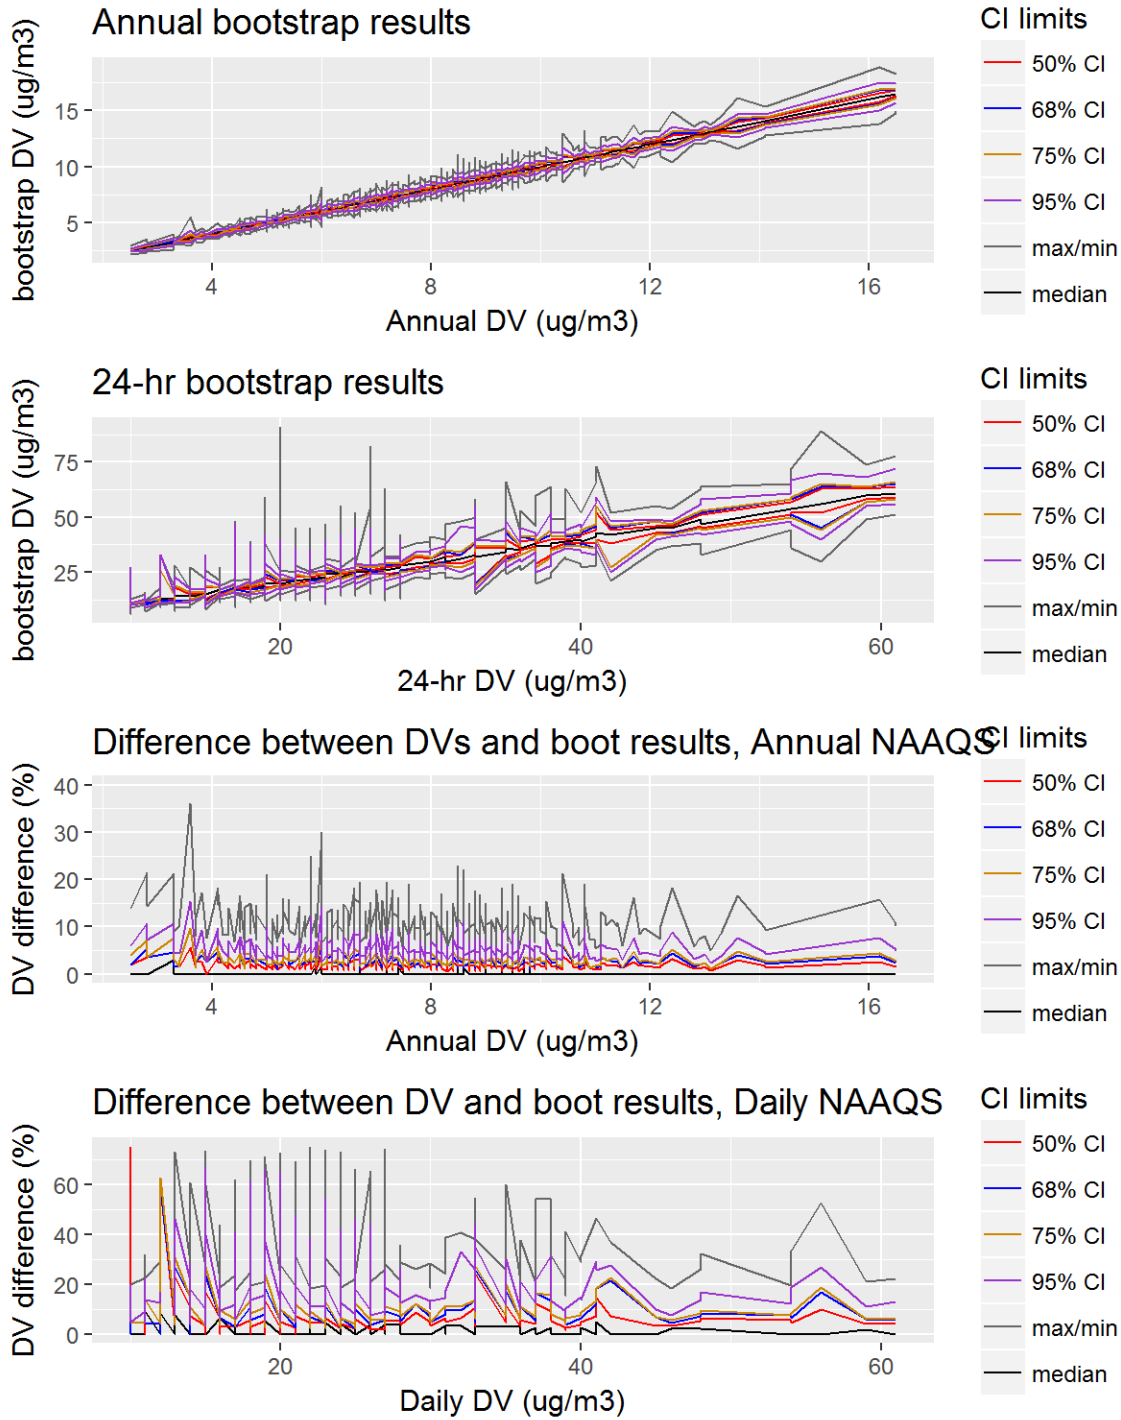 Annual bootstrap results
bootstrap DV (ug/m3)
15
10
5
4
8
12
16
Annual DV (ug/m3)
CI limits
50% CI
68% CI
75% CI
95% CI
max/min
median
24-hr bootstrap results
bootstrap DV (ug/m3)
75
50
25
20
40
60
24-hr DV (ug/m3)
CI limits
50% CI
68% CI
75% CI
95% CI
max/min
median
Difference between DVs and boot results, Annual NAAQS
DV difference (%)
40
30
20
10
0
4
8
12
16
Annual DV (ug/m3)
CI limits
50% CI
68% CI
75% CI
95% CI
max/min
median
Difference between DV and boot results, Daily NAAQS
DV difference (%)
60
40
20
0
20
40
60
Daily DV (ug/m3)
CI limits
50% CI
68% CI
75% CI
95% CI
max/min
median